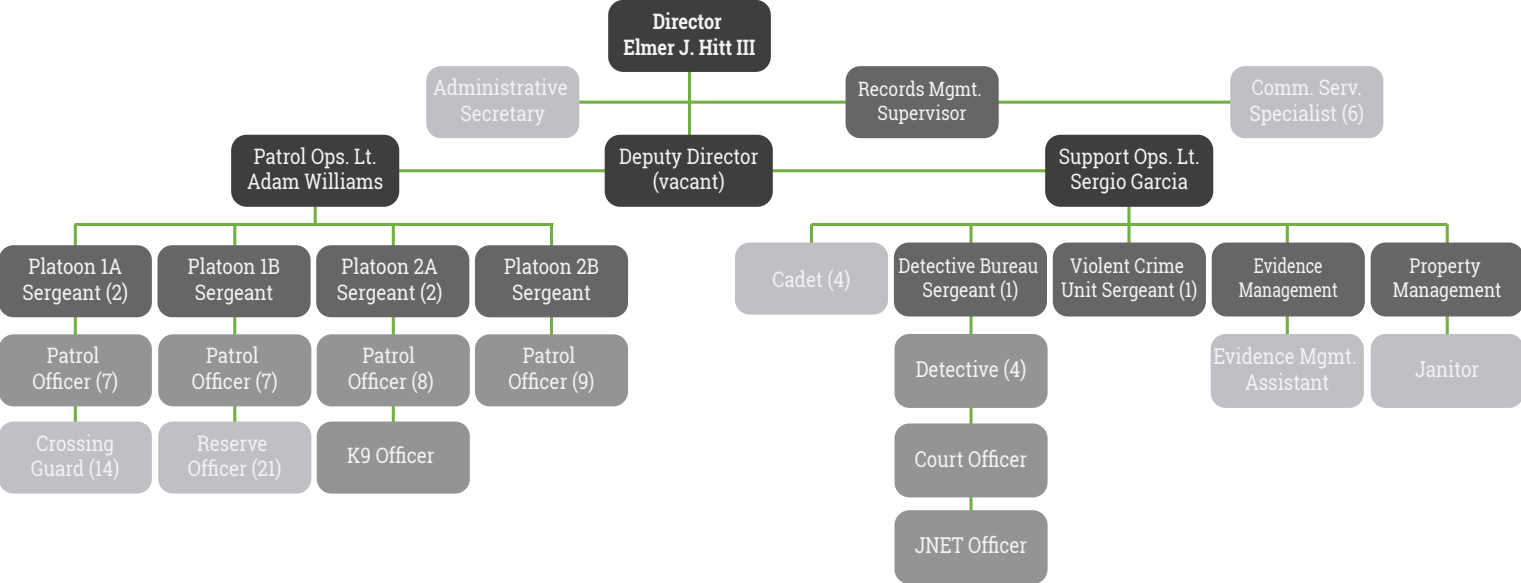 Director
Elmer J. Hitt III
Administrative
Secretary
Records Mgmt.
Supervisor
Comm. Serv.
Specialist (6)
Patrol Ops. Lt.
Adam Williams
Deputy Director
(vacant)
Support Ops. Lt.
Sergio Garcia
Platoon 1A
Sergeant (2)
Platoon 1B
Sergeant
Platoon 2A
Sergeant (2)
Platoon 2B
Sergeant
Cadet (4)
Detective Bureau
Sergeant (1)
Violent Crime
Unit Sergeant (1)
Evidence
Management
Property
Management
Patrol
Officer (7)
Patrol
Officer (7)
Patrol
Officer (8)
Patrol
Officer (9)
Detective (4)
Evidence Mgmt.
Assistant
Janitor
Crossing
Guard (14)
Reserve
Officer (21)
K9 Officer
Court Officer
JNET Officer